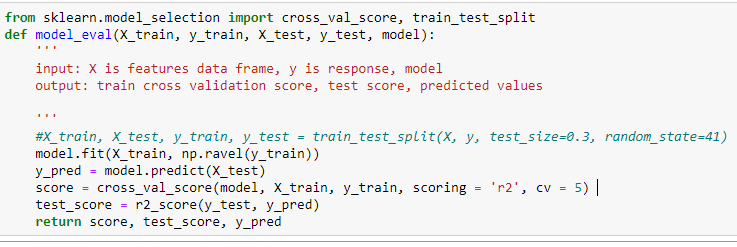 from sklearn.model_selection import cross_val_score, train_test_split
def model_eval(X_train, y_train, X_test, y_test, model):
    '''
    input: X is features data frame, y is response, model
    output: train cross validation score, test score, predicted values

    '''
    #X_train, X_test, y_train, y_test = train_test_split(X, y, test_size=0.3, random_state=41)
    model.fit(X_train, np.ravel(y_train))
    y_pred = model.predict(X_test)
    score = cross_val_score(model, X_train, y_train, scoring = 'r2', cv = 5)
    test_score = r2_score(y_test, y_pred)
    return score, test_score, y_pred